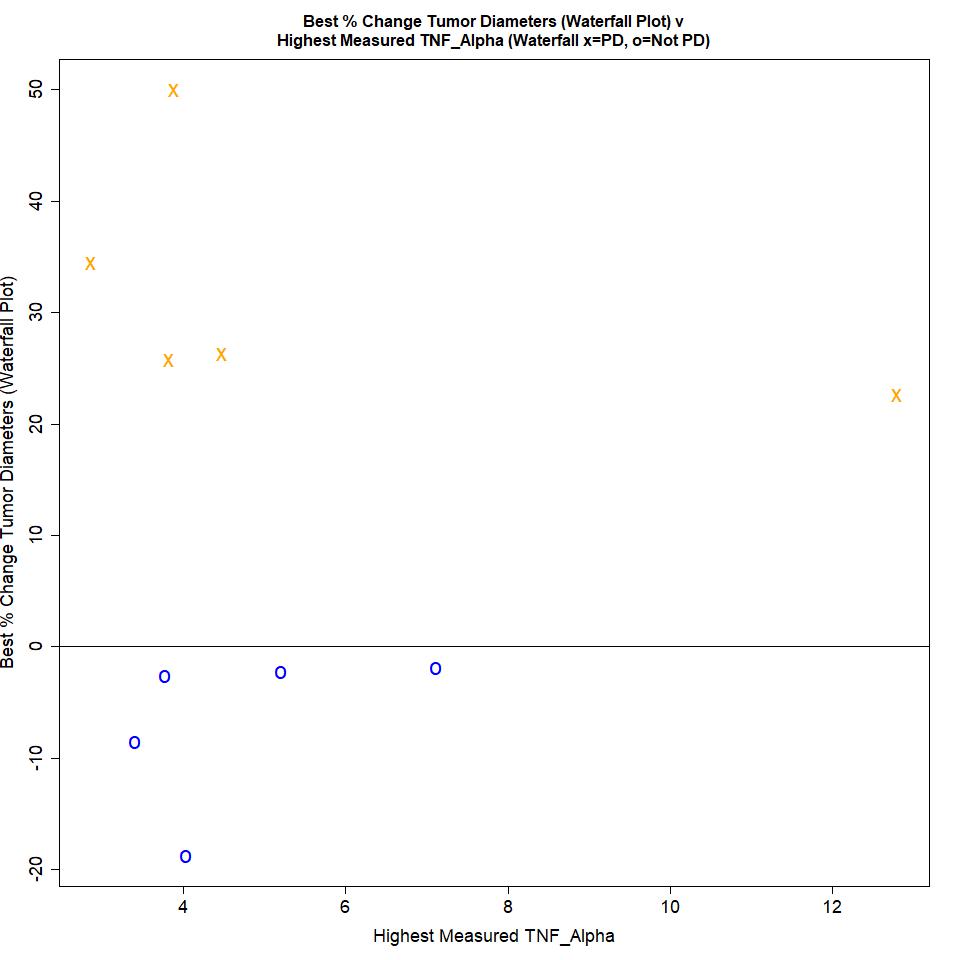 Best % Change Tumor Diameters (Waterfall Plot) v
Highest Measured TNF_Alpha (Waterfall x=PD, o=Not PD)
Best % Change Tumor Diameters (Waterfall Plot)
50
40
30
20
10
0
-10
-20
X
X
X
X
X
O
O
O
O
O
4
6
8
10
12
Highest Measured TNF_Alpha